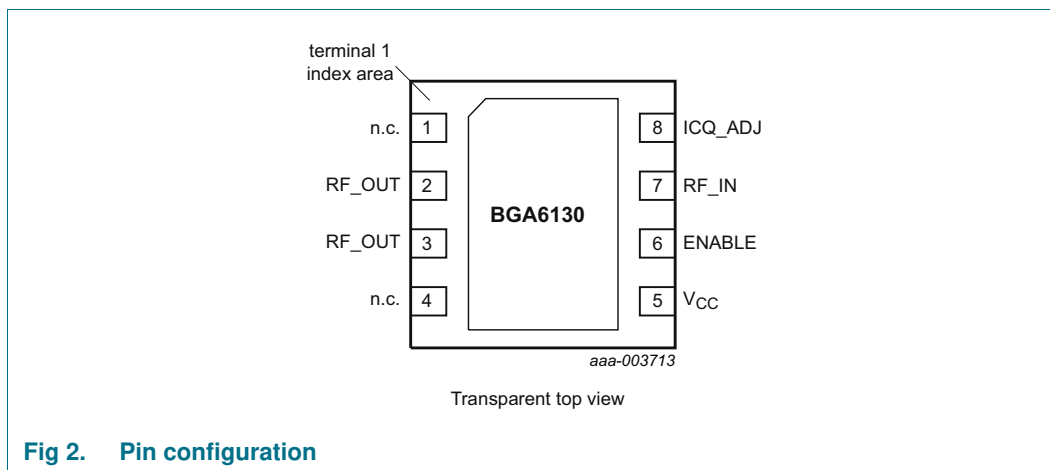 terminal 1
index area
n.c. 1
RF_OUT 2
RF_OUT 3
n.c. 4
BGA6130
8 ICQ_ADJ
7 RF_IN
6 ENABLE
5 VCC
aaa-003713
Transparent top view
Fig 2. Pin configuration